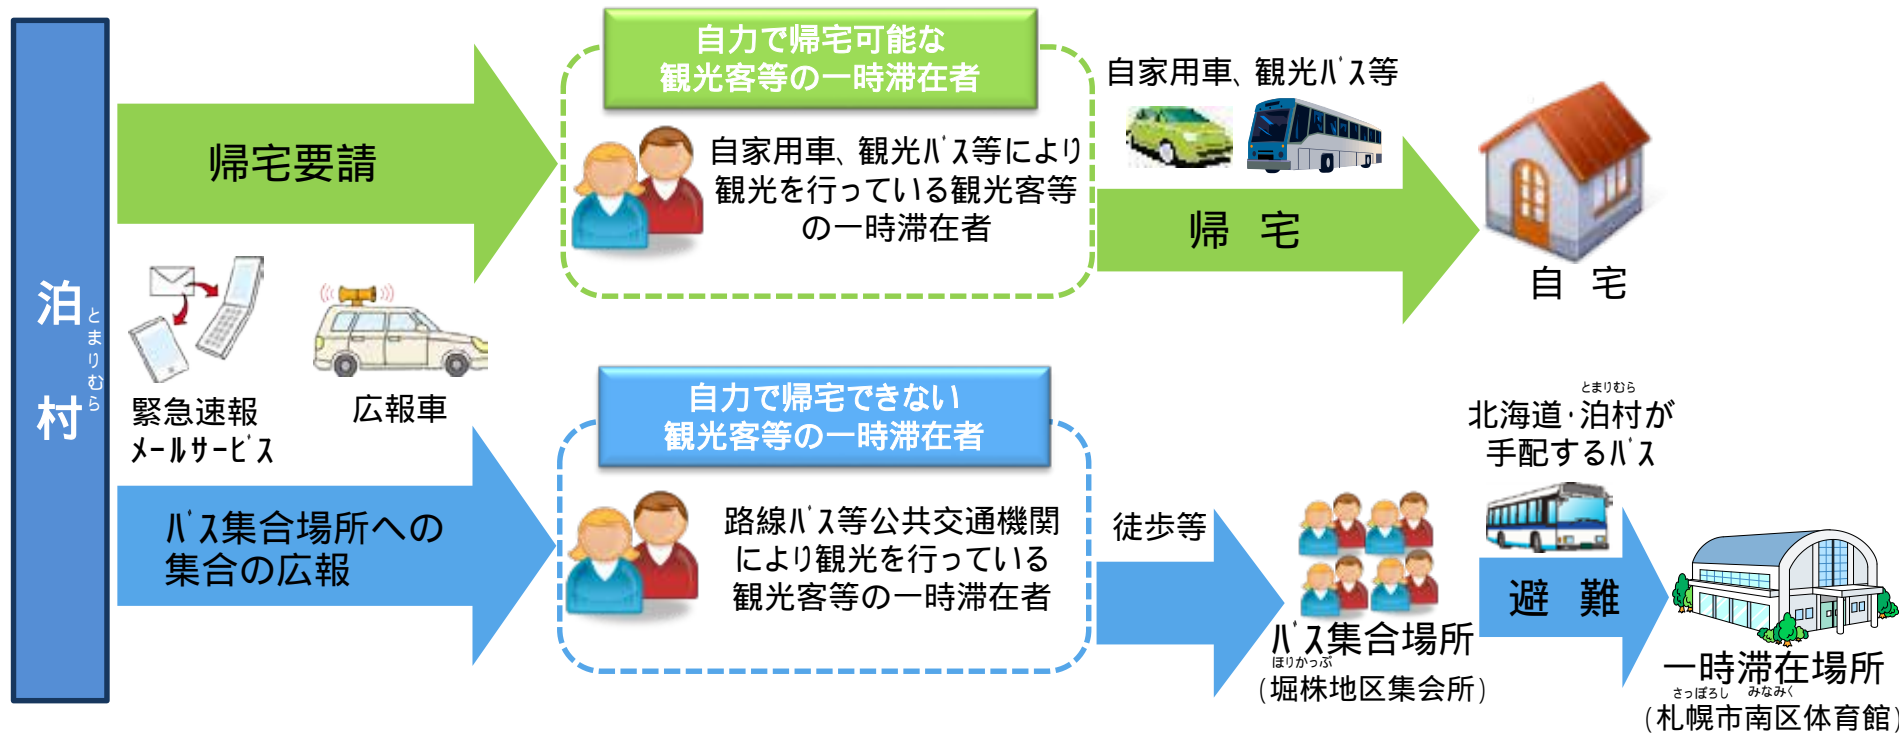 泊村
とまりむら
帰宅要請
緊急速報
ﾒｰﾙｻｰﾋﾞｽ
広報車
ﾊﾞｽ集合場所への
集合の広報
自力で帰宅可能な
観光客等の一時滞在者
自家用車、観光ﾊﾞｽ等により
観光を行っている観光客等
の一時滞在者
自家用車、観光ﾊﾞｽ等
帰 宅
自 宅
自力で帰宅できない
観光客等の一時滞在者
路線ﾊﾞｽ等公共交通機関
により観光を行っている
観光客等の一時滞在者
徒歩等
ﾊﾞｽ集合場所
ほりかっぷ
(堀株地区集会所)
とまりむら
北海道・泊村が
手配するﾊﾞｽ
避 難
一時滞在場所
さっぽろし みなみく
(札幌市南区体育館)